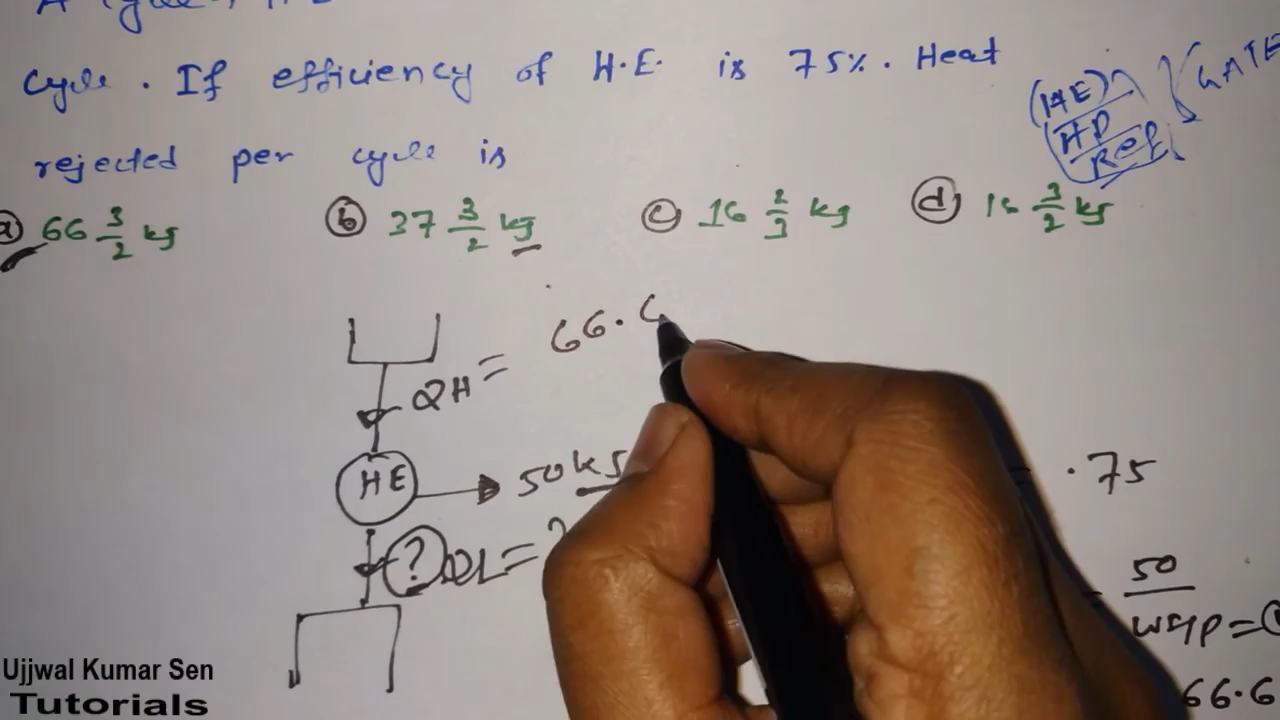 cycle. If efficiency of H.E. is 75%. Heat
rejected per cycle is
(HE)
HP
Ref.
GATE
a) 66 3/2 kj
b) 37 3/2 kj
c) 16 2/3 kj
d) 16 3/2 kj
QH = 66.6
HE
50 kJ
? QL = ?
.75
50
66.6
Ujjwal Kumar Sen
Tutorials